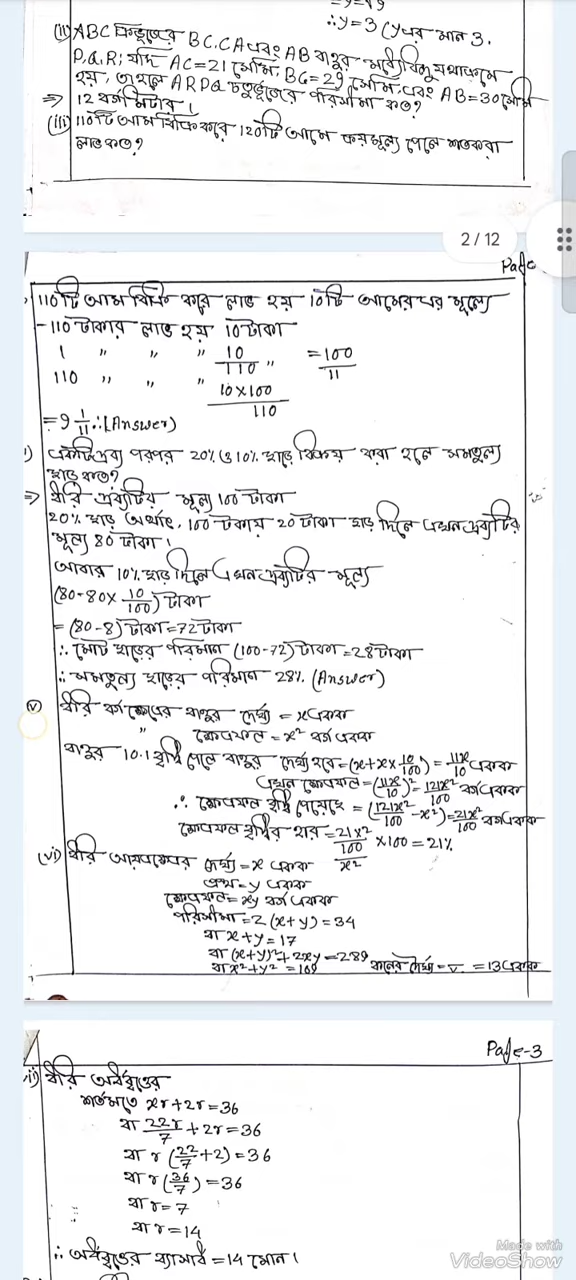 ∴y=3 (y এর মান 3.
(ii) ABC ত্রিভুজের BC, CA এবং AB বাহুর মধ্যবিন্দু যথাক্রমে
P,Q,R; যদি AC=21 সেমি, BC=29 সেমি, এবং AB=30 সেমি
হয়, তাহলে ARPQ চতুর্ভুজের পরিসীমা কত?
⇒ 12 বর্গমিটার।
(iii) 110টি আম বিক্রি করে 120টি আমে ক্রয়মূল্য পেলে শতকরা
লাভ কত?
2/12
Page
110টি আম বিক্রি করে লাভ হয় 10টি আমের মূল্যে
-110 টাকার লাভ হয় 10 টাকা
1 " " " 10/110 " = 100/11
110 " " " 10×100/110
= 9 1/11 ∴(Answer)
একটি দ্রব্য পরপর 20% ও 10% ছাড়ে বিক্রয় করা হলে সমতুল্য
ছাড় কত?
⇒ ধরি দ্রব্যটির মূল্য 100 টাকা
20% ছাড় অর্থাৎ, 100 টাকায় 20 টাকা ছাড় দিলে এখন দ্রব্যটির
মূল্য 80 টাকা।
আবার 10% ছাড় দিলে এখন দ্রব্যটির মূল্য
(80-80× 10/100) টাকা
= (80-8) টাকা = 72 টাকা
∴ মোট ছাড়ের পরিমান (100-72) টাকা = 28 টাকা
∴ সমতুল্য ছাড়ের পরিমান 28% (Answer)
(v) ধরি বর্গক্ষেত্রের বাহুর দৈর্ঘ্য = x একক
" ক্ষেত্রফল = x² বর্গ একক
বাহুর 10.1 বৃদ্ধি পেলে বাহুর দৈর্ঘ্য হবে = (x+x× 10/100) = 11x/10 একক
এখন ক্ষেত্রফল = (11x/10)² = 121x²/100 বর্গ একক
∴ ক্ষেত্রফল বৃদ্ধি পেয়েছে = (121x²/100 - x²) = 21x²/100 বর্গ একক
ক্ষেত্রফল বৃদ্ধির হার = 21x²/100/x² ×100 = 21%
(vi) ধরি আয়তক্ষেত্রের দৈর্ঘ্য = x একক
প্রস্থ = y একক
ক্ষেত্রফল = xy বর্গ একক
পরিসীমা = 2 (x+y) = 34
বা x+y = 17
বা (x+y)²+2xy = 289
বা x²+y² = 169 কর্নের দৈর্ঘ্য = √ = 13 একক
Page-3
ii) ধরি অর্ধবৃত্তের
শর্তমতে xr+2r=36
বা 22r/7 + 2r = 36
বা r (22/7 +2) = 36
বা r (36/7) = 36
বা r = 7
বা r = 14
∴ অর্ধবৃত্তের ব্যাসার্ধ = 14
Made with
VideoShow